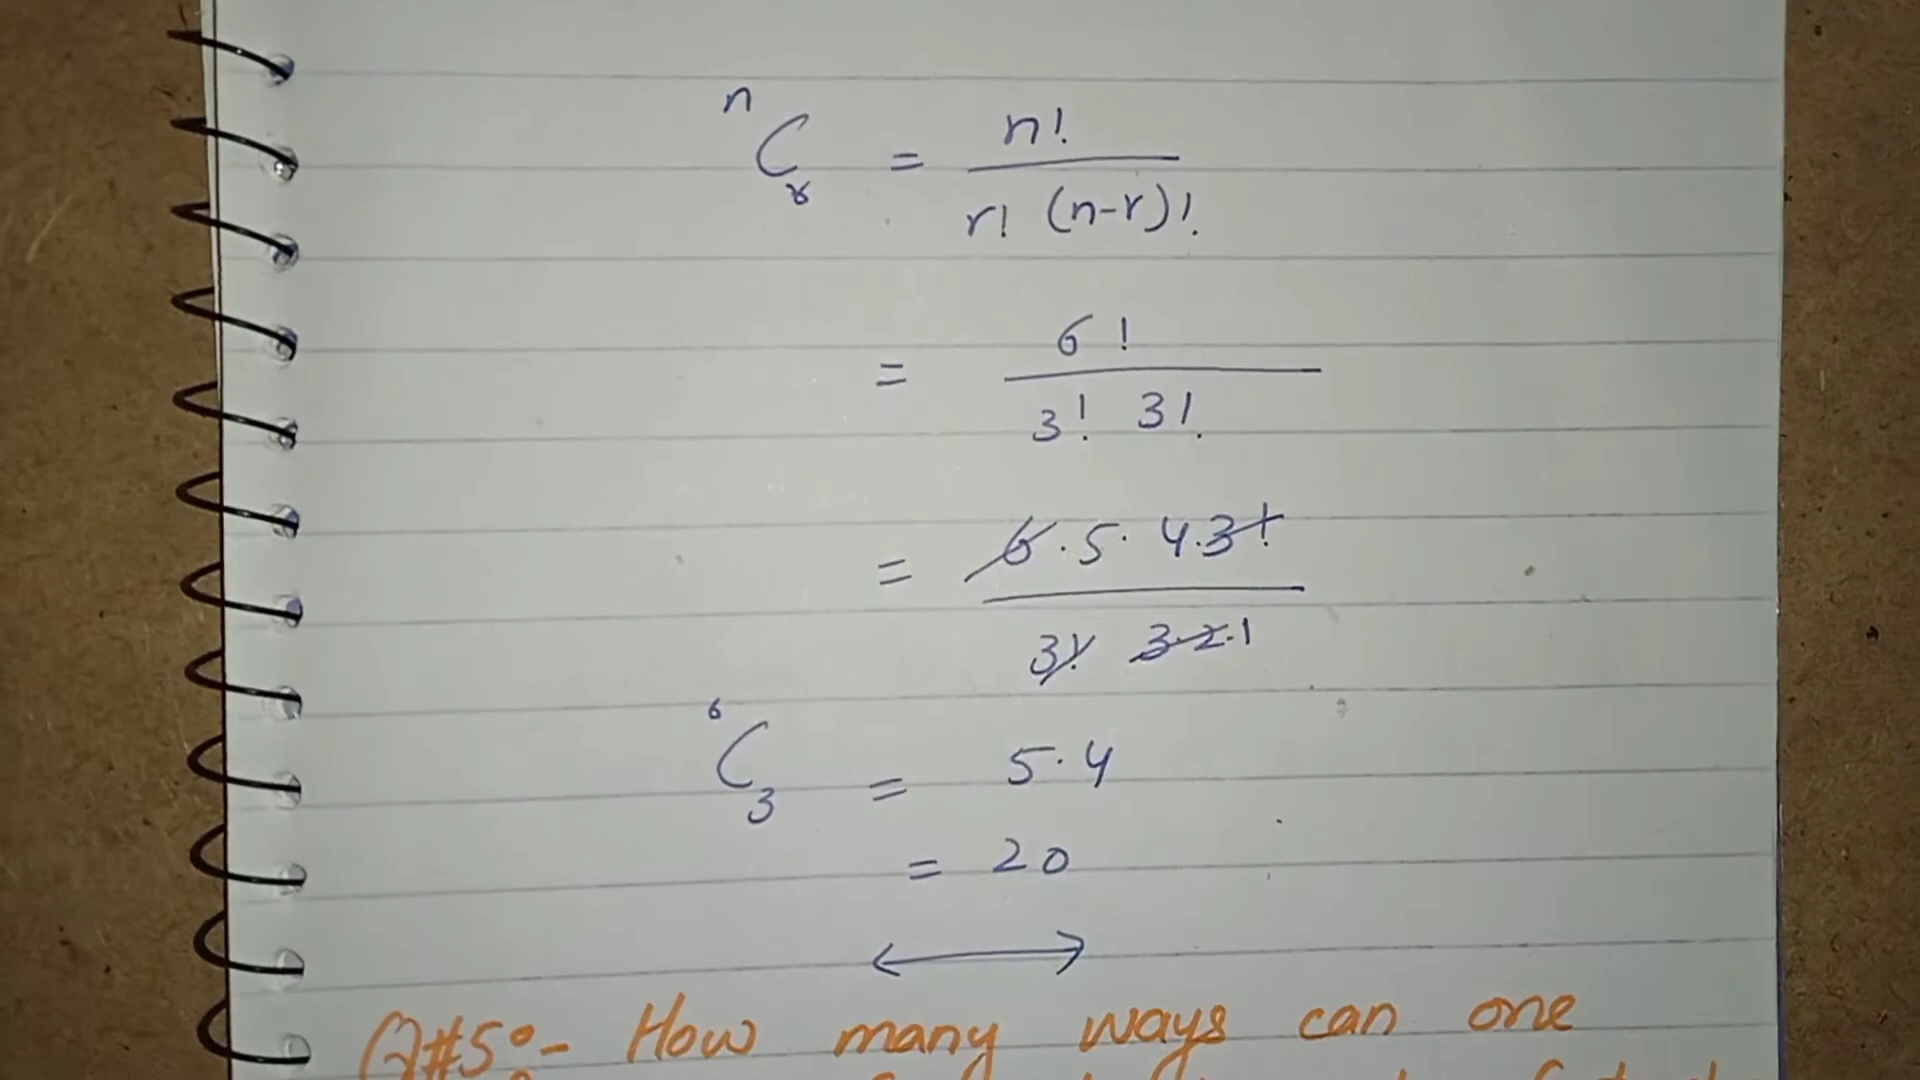 ⁿCᵣ = n! / r! (n-r)!
= 6! / 3! 3!
= 6 · 5 · 4 · 3! / 3! 3 · 2 · 1
⁶C₃ = 5 · 4
= 20
Q#5:- How many ways can one